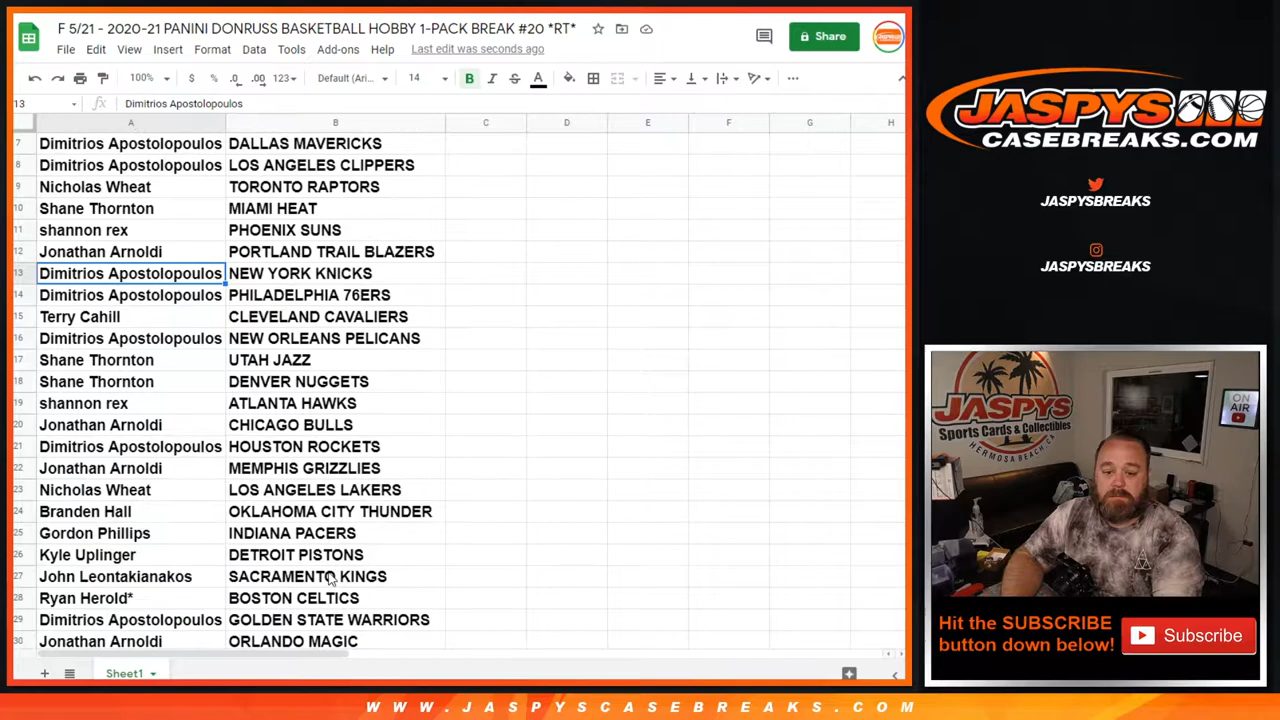 F 5/21 - 2020-21 PANINI DONRUSS BASKETBALL HOBBY 1-PACK BREAK #20 *RT*
Share
File Edit View Insert Format Data Tools Add-ons Help Last edit was seconds ago
100% $ % .0 .00 123 Default (Ari... 14 B I S A
13 fx Dimitrios Apostolopoulos
A B C D E F G H
7 Dimitrios Apostolopoulos DALLAS MAVERICKS
8 Dimitrios Apostolopoulos LOS ANGELES CLIPPERS
9 Nicholas Wheat TORONTO RAPTORS
10 Shane Thornton MIAMI HEAT
11 shannon rex PHOENIX SUNS
12 Jonathan Arnoldi PORTLAND TRAIL BLAZERS
13 Dimitrios Apostolopoulos NEW YORK KNICKS
14 Dimitrios Apostolopoulos PHILADELPHIA 76ERS
15 Terry Cahill CLEVELAND CAVALIERS
16 Dimitrios Apostolopoulos NEW ORLEANS PELICANS
17 Shane Thornton UTAH JAZZ
18 Shane Thornton DENVER NUGGETS
19 shannon rex ATLANTA HAWKS
20 Jonathan Arnoldi CHICAGO BULLS
21 Dimitrios Apostolopoulos HOUSTON ROCKETS
22 Jonathan Arnoldi MEMPHIS GRIZZLIES
23 Nicholas Wheat LOS ANGELES LAKERS
24 Branden Hall OKLAHOMA CITY THUNDER
25 Gordon Phillips INDIANA PACERS
26 Kyle Uplinger DETROIT PISTONS
27 John Leontakianakos SACRAMENTO KINGS
28 Ryan Herold* BOSTON CELTICS
29 Dimitrios Apostolopoulos GOLDEN STATE WARRIORS
30 Jonathan Arnoldi ORLANDO MAGIC
Sheet1
JASPYS
CASEBREAKS.COM
JASPYSBREAKS
JASPYSBREAKS
JASPYS
Sports Cards & Collectibles
HERMOSA BEACH, CA
ON
AIR
Hit the SUBSCRIBE
button down below!
Subscribe
WWW.JASPYSCASEBREAKS.COM